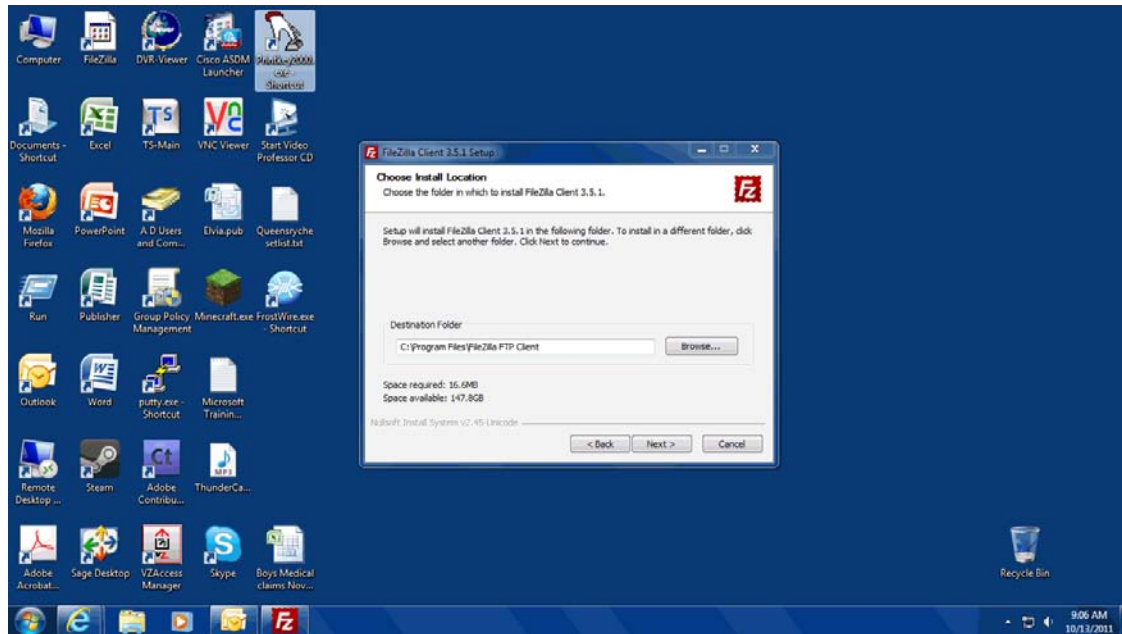 Computer
FileZilla
DVR-Viewer
Cisco ASDM
Launcher
.exe -
Shortcut
Documents -
Shortcut
Excel
TS
TS-Main
VNC Viewer
Start Video
Professor CD
Mozilla
Firefox
PowerPoint
A D Users
and Com...
Elvia.pub
Queensryche
setlist.txt
Run
Publisher
Group Policy
Management
Minecraft.exe
FrostWire.exe
- Shortcut
Outlook
Word
putty.exe -
Shortcut
Microsoft
Trainin...
Remote
Desktop ...
Steam
Ct
Adobe
Contribu...
MP3
ThunderCa...
Adobe
Acrobat...
Sage Desktop
VZAccess
Manager
Skype
Boys Medical
claims Nov...
FileZilla Client 3.5.1 Setup
Choose Install Location
Choose the folder in which to install FileZilla Client 3.5.1.
Fz
Setup will install FileZilla Client 3.5.1 in the following folder. To install in a different folder, click
Browse and select another folder. Click Next to continue.
Destination Folder
C:\Program Files\FileZilla FTP Client
Browse...
Space required: 16.6MB
Space available: 147.8GB
Nullsoft Install System v2.45-Unicode
< Back
Next >
Cancel
Recycle Bin
Fz
9:06 AM
10/13/2011